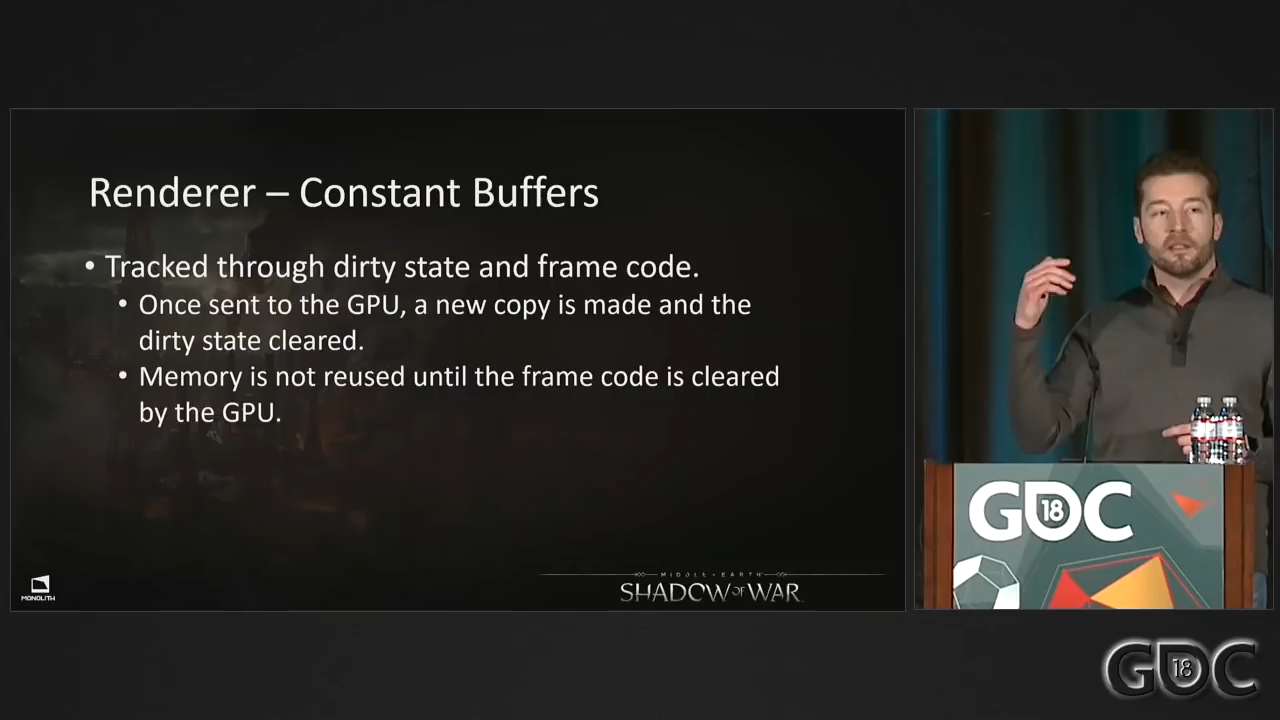 Renderer – Constant Buffers
• Tracked through dirty state and frame code.
• Once sent to the GPU, a new copy is made and the
dirty state cleared.
• Memory is not reused until the frame code is cleared
by the GPU.
MONOLITH
MIDDLE-EARTH
SHADOW OF WAR
GDC 18
GDC 18